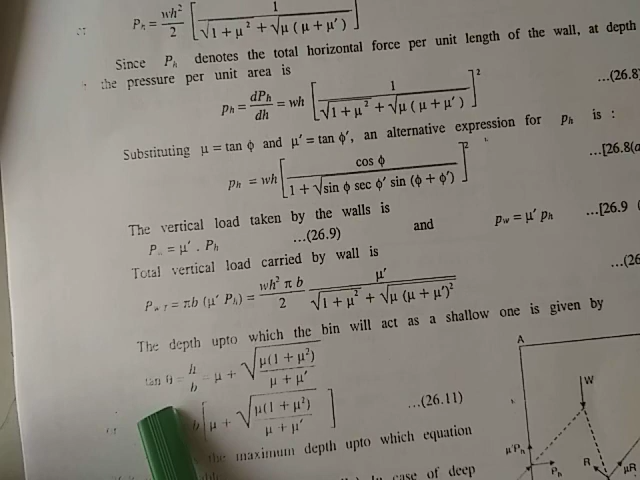 ∴ Pₕ = wh²/2 [ 1 / (√(1 + μ²) + √(μ (μ + μ′))) ]
Since Pₕ denotes the total horizontal force per unit length of the wall, at depth
the pressure per unit area is
pₕ = dPₕ/dh = wh [ 1 / (√(1 + μ²) + √(μ (μ + μ′))) ]² ...(26.8)
Substituting μ = tan φ and μ′ = tan φ′, an alternative expression for pₕ is :
pₕ = wh [ cos φ / (1 + √(sin φ sec φ′ sin (φ + φ′))) ]² ...[26.8(a
The vertical load taken by the walls is
= μ′ . Pₕ ...(26.9) and p_w = μ′ pₕ ...[26.9 (
Total vertical load carried by wall is
P_wT = πb (μ′ Pₕ) = wh² π b / 2 μ′ / (√(1 + μ²) + √(μ (μ + μ′)²)) ...(26
The depth upto which the bin will act as a shallow one is given by
tan θ = h/b = μ + √(μ(1 + μ²) / (μ + μ′))
b [ μ + √(μ(1 + μ²) / (μ + μ′)) ] ...(26.11)
the maximum depth upto which equation
case of deep
A
W
μ′Pₕ
Pₕ
R
μR